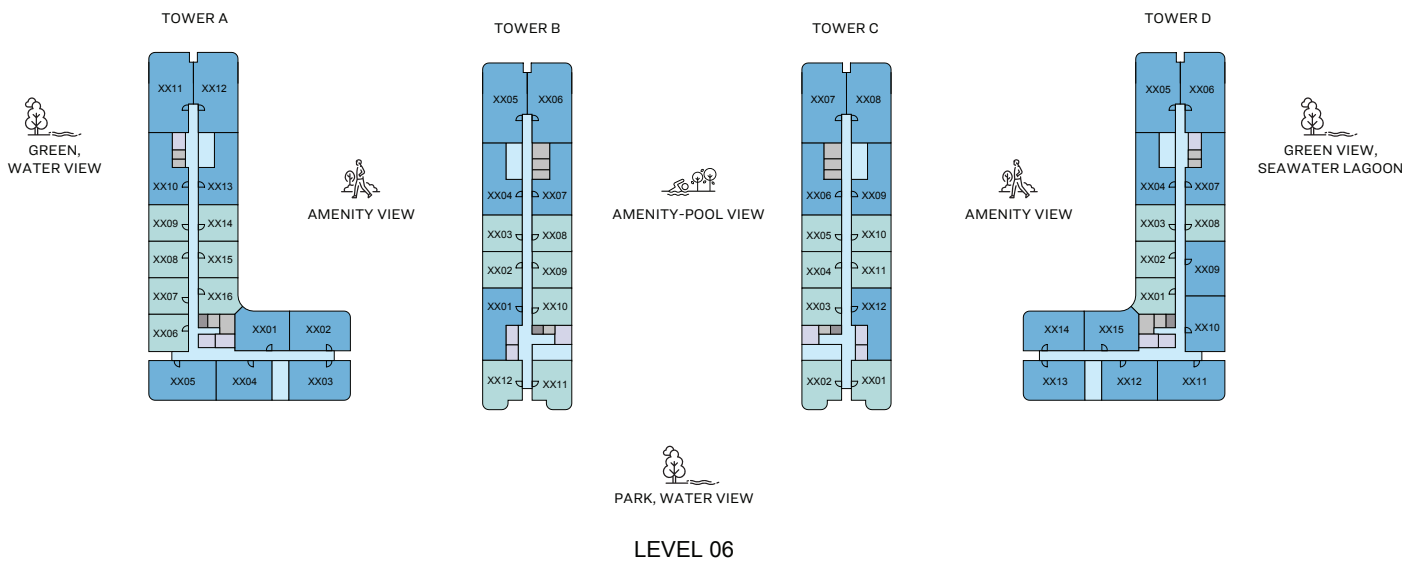 TOWER A
TOWER B
TOWER C
TOWER D
XX11 XX12
XX10 XX13
XX09 XX14
XX08 XX15
XX07 XX16
XX06
XX01 XX02
XX05 XX04 XX03
XX05 XX06
XX04 XX07
XX03 XX08
XX02 XX09
XX01 XX10
XX12 XX11
XX07 XX08
XX06 XX09
XX05 XX10
XX04 XX11
XX03 XX12
XX02 XX01
XX05 XX06
XX04 XX07
XX03 XX08
XX02 XX09
XX01
XX10
XX14 XX15
XX13 XX12 XX11
GREEN,
WATER VIEW
AMENITY VIEW
AMENITY-POOL VIEW
AMENITY VIEW
GREEN VIEW,
SEAWATER LAGOON
PARK, WATER VIEW
LEVEL 06